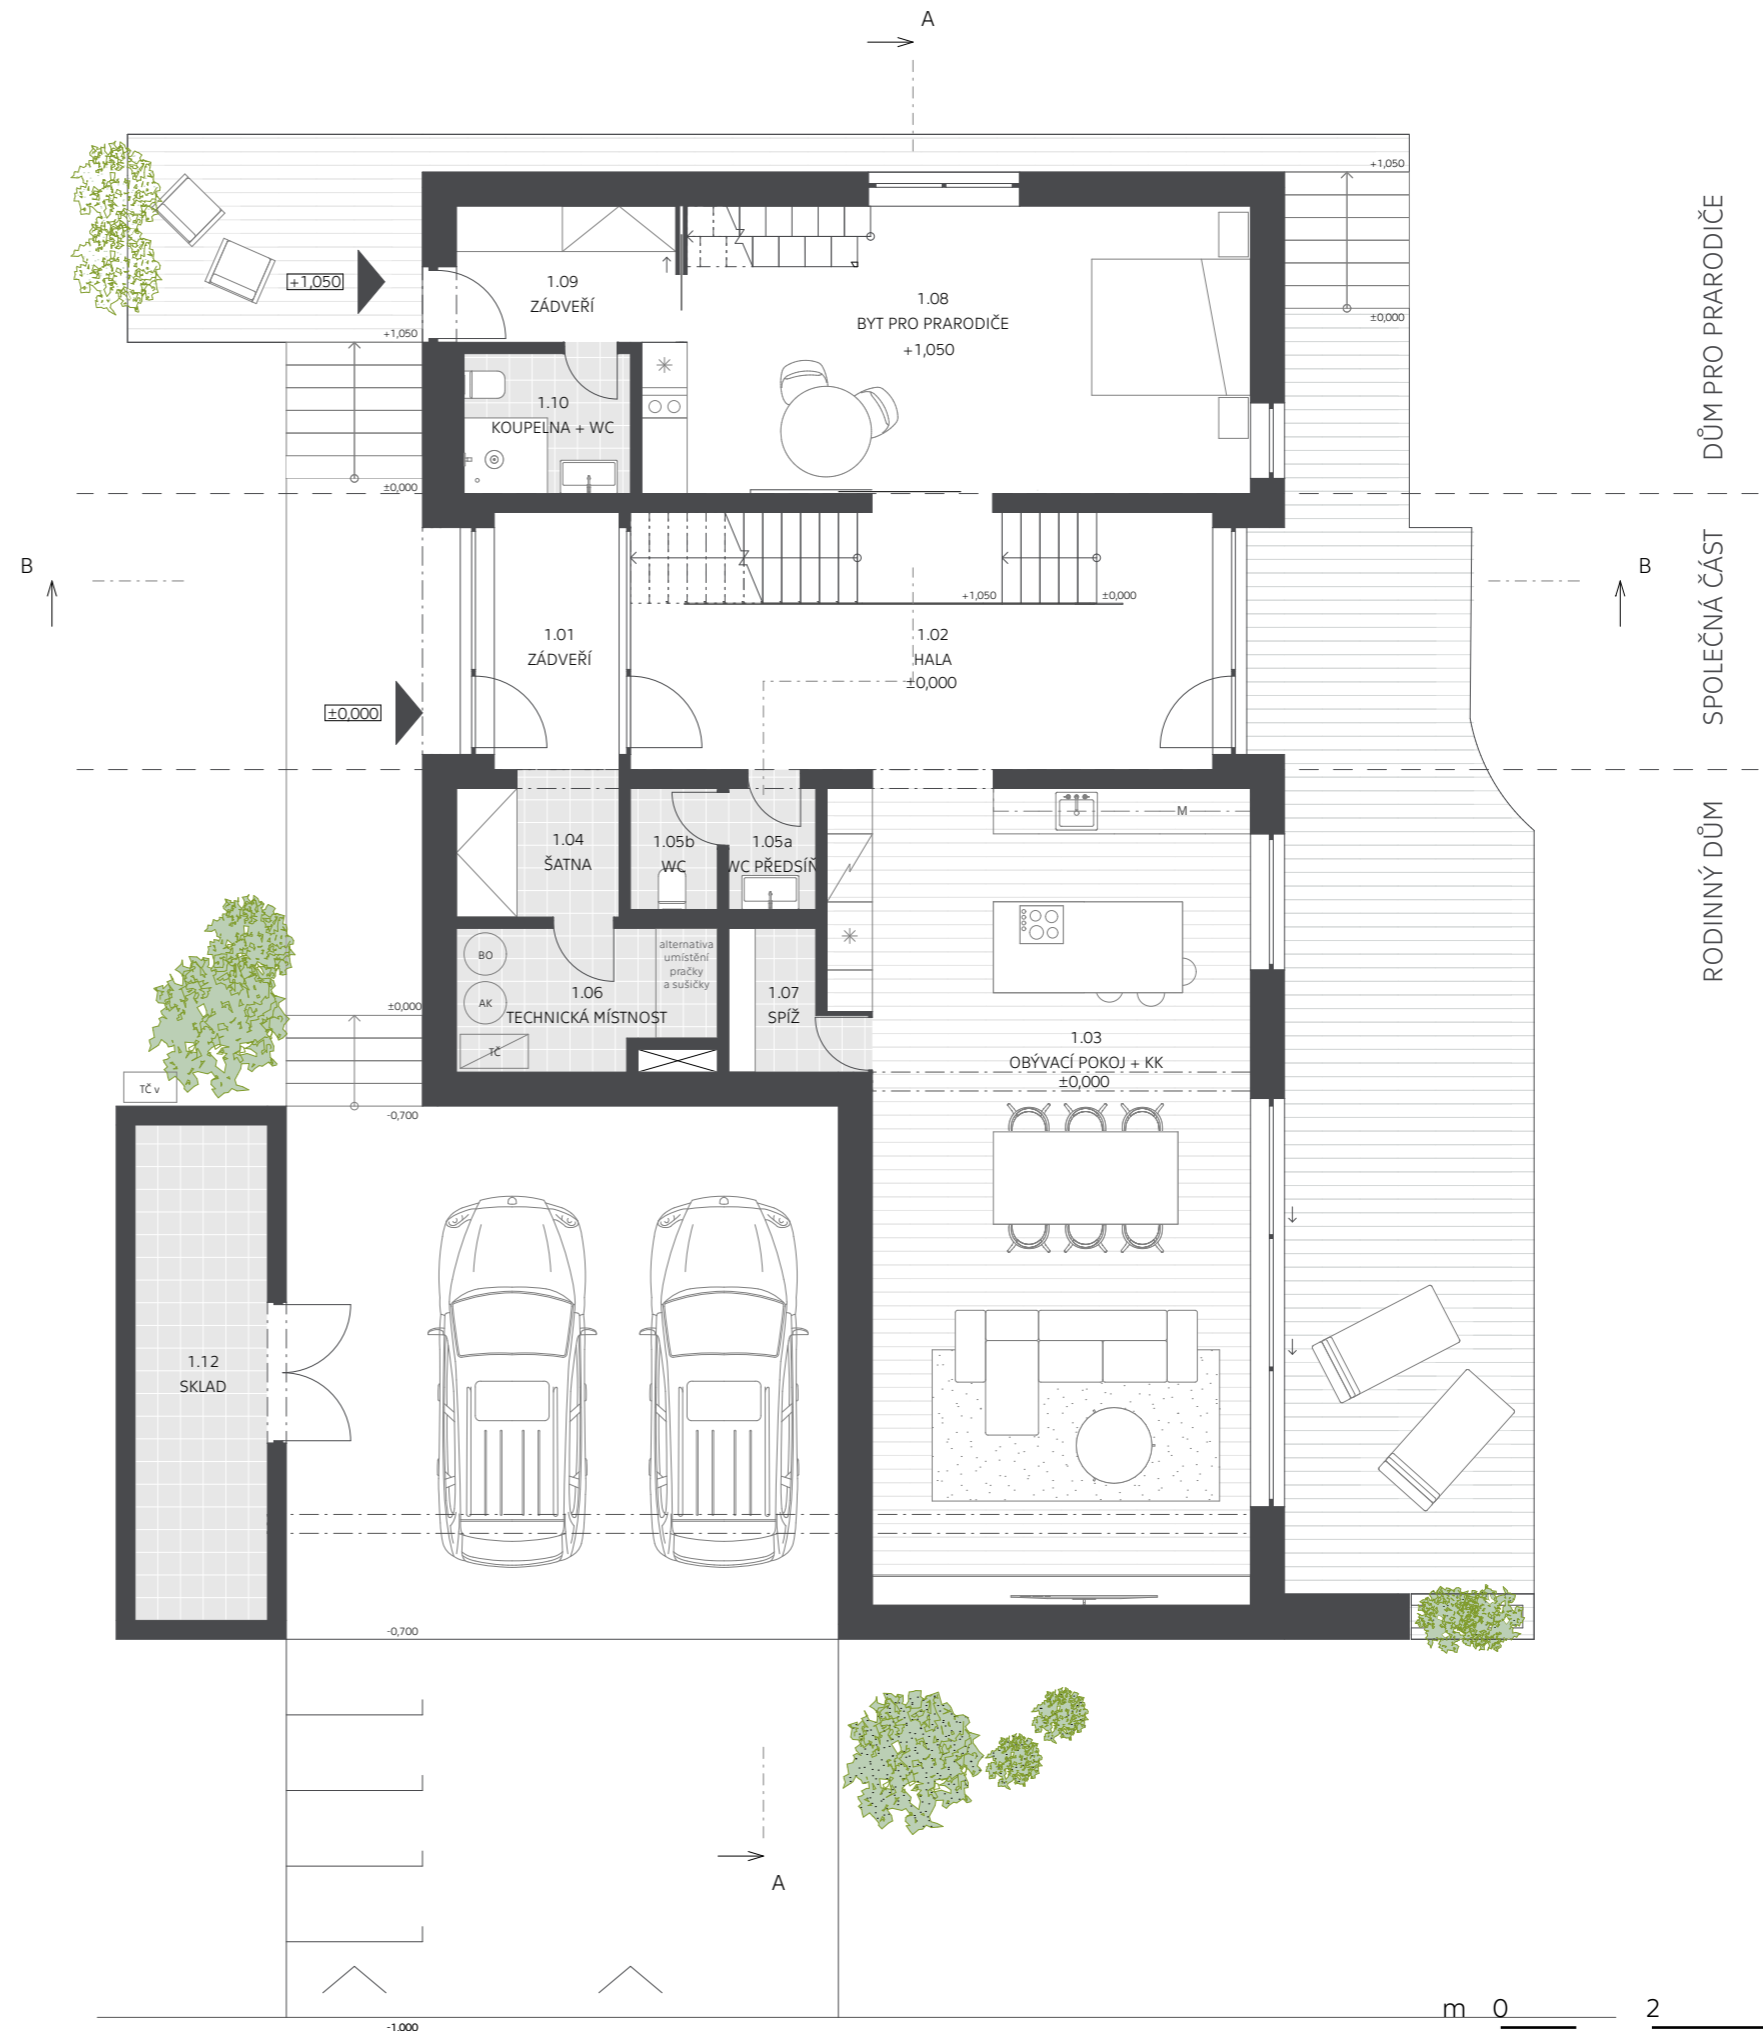 A
+1,050
DŮM PRO PRARODIČE
+1,050
1.09
ZÁDVEŘÍ
1.08
BYT PRO PRARODIČE
+1,050
±0,000
+1,050
1.10
KOUPELNA + WC
±0,000
SPOLEČNÁ ČÁST
B
B
+1,050
±0,000
1.01
ZÁDVEŘÍ
1.02
HALA
±0,000
±0,000
RODINNÝ DŮM
M
1.04
ŠATNA
1.05b
WC
1.05a
WC PŘEDSÍŇ
alternativa
umístění
pračky
a sušičky
BO
AK
TČ
1.06
TECHNICKÁ MÍSTNOST
1.07
SPÍŽ
±0,000
1.03
OBÝVACÍ POKOJ + KK
±0,000
TČ v
-0,700
1.12
SKLAD
-0,700
A
m 0 2
-1.000